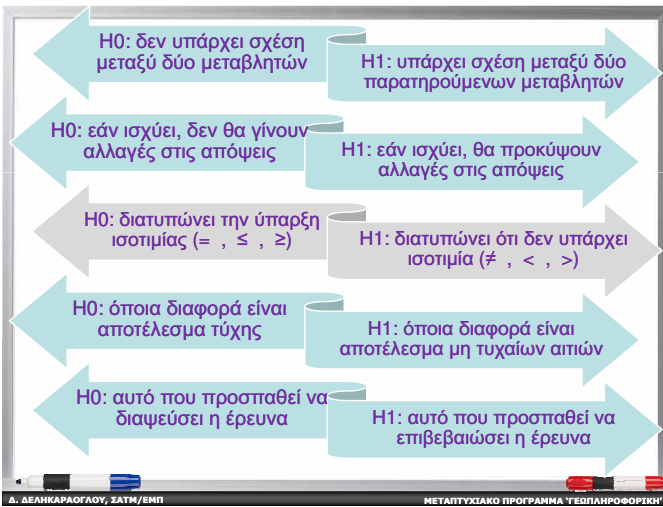 H0: δεν υπάρχει σχέση
μεταξύ δύο μεταβλητών
H1: υπάρχει σχέση μεταξύ δύο
παρατηρούμενων μεταβλητών
H0: εάν ισχύει, δεν θα γίνουν
αλλαγές στις απόψεις
H1: εάν ισχύει, θα προκύψουν
αλλαγές στις απόψεις
H0: διατυπώνει την ύπαρξη
ισοτιμίας (= , ≤ , ≥)
H1: διατυπώνει ότι δεν υπάρχει
ισοτιμία (≠ , < , >)
H0: όποια διαφορά είναι
αποτέλεσμα τύχης
H1: όποια διαφορά είναι
αποτέλεσμα μη τυχαίων αιτιών
H0: αυτό που προσπαθεί να
διαψεύσει η έρευνα
H1: αυτό που προσπαθεί να
επιβεβαιώσει η έρευνα
Δ. ΔΕΛΗΚΑΡΑΟΓΛΟΥ, ΣΑΤΜ/ΕΜΠ
ΜΕΤΑΠΤΥΧΙΑΚΟ ΠΡΟΓΡΑΜΜΑ 'ΓΕΩΠΛΗΡΟΦΟΡΙΚΗ'